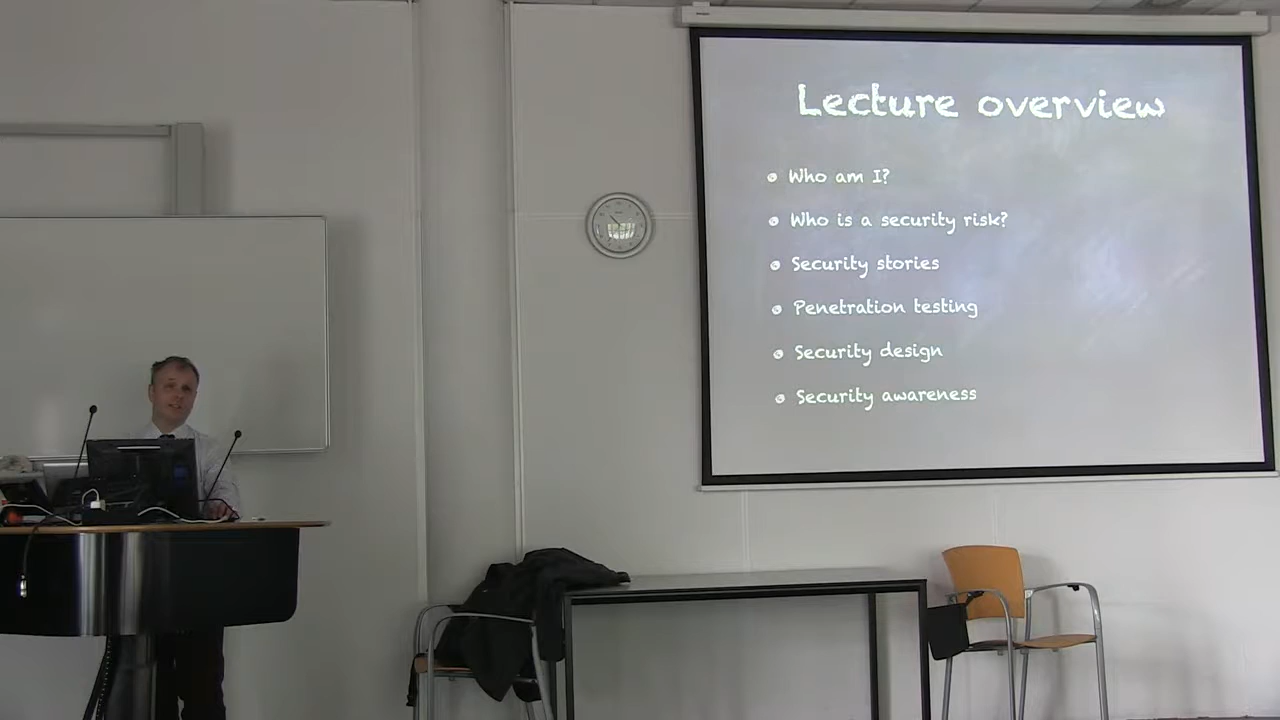 Lecture overview
Who am I?
Who is a security risk?
Security stories
Penetration testing
Security design
Security awareness